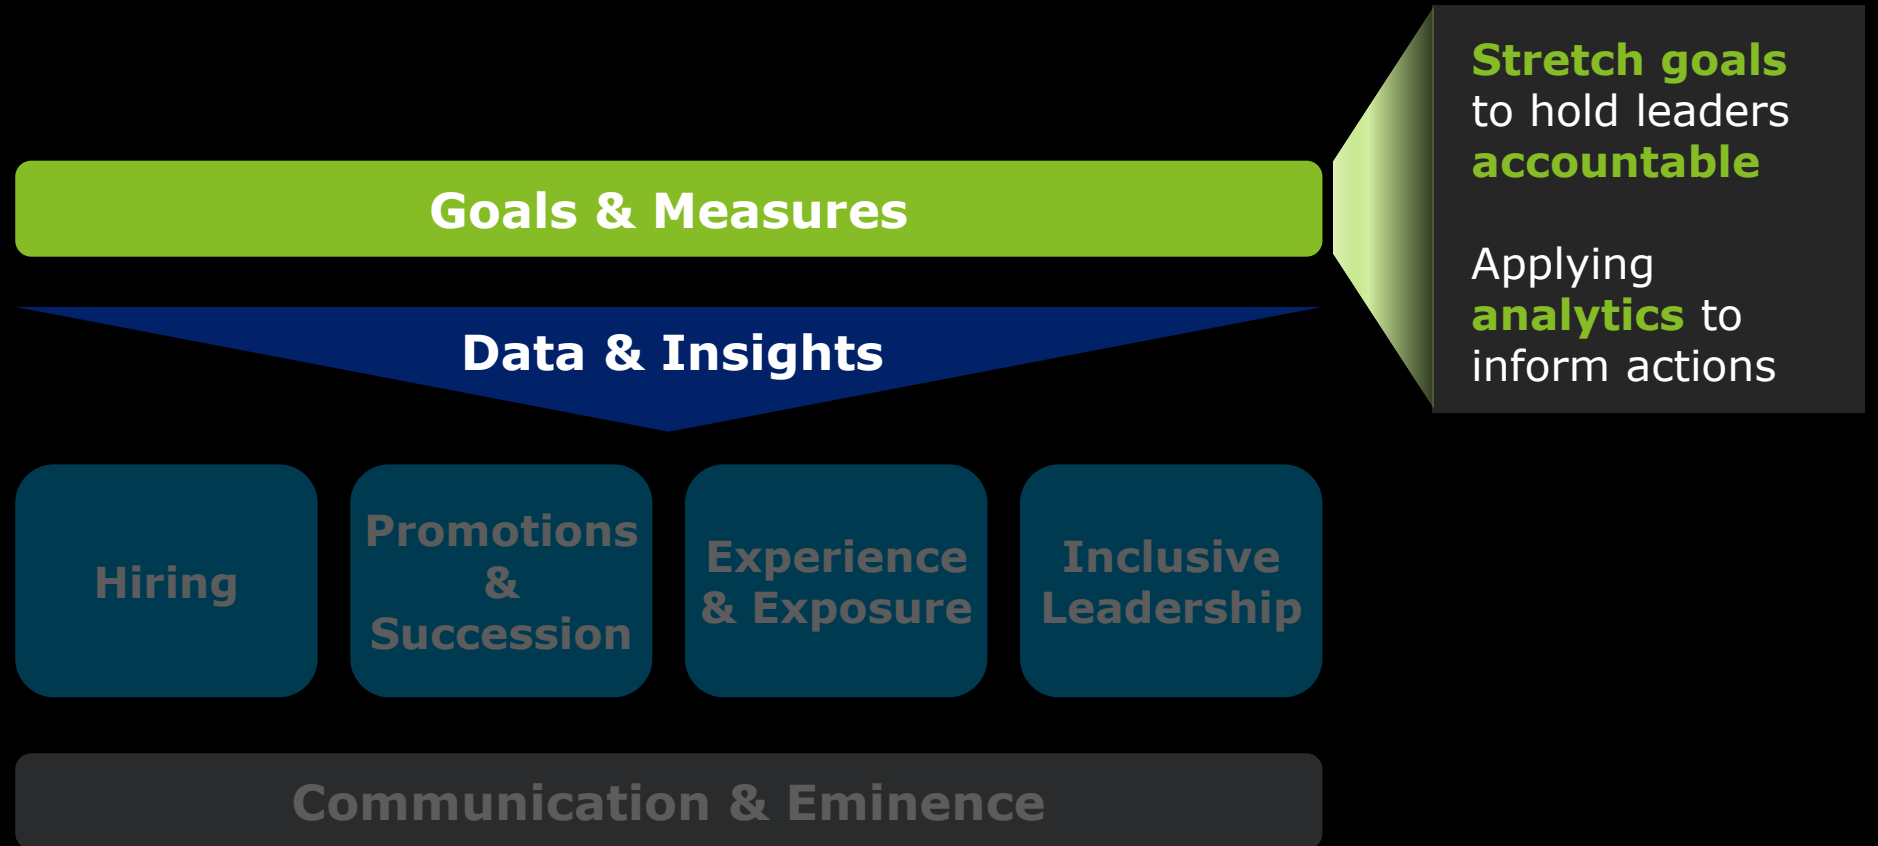 Stretch goals
to hold leaders
accountable
Applying
analytics to
inform actions
Goals & Measures
Data & Insights
Hiring
Promotions
&
Succession
Experience
& Exposure
Inclusive
Leadership
Communication & Eminence